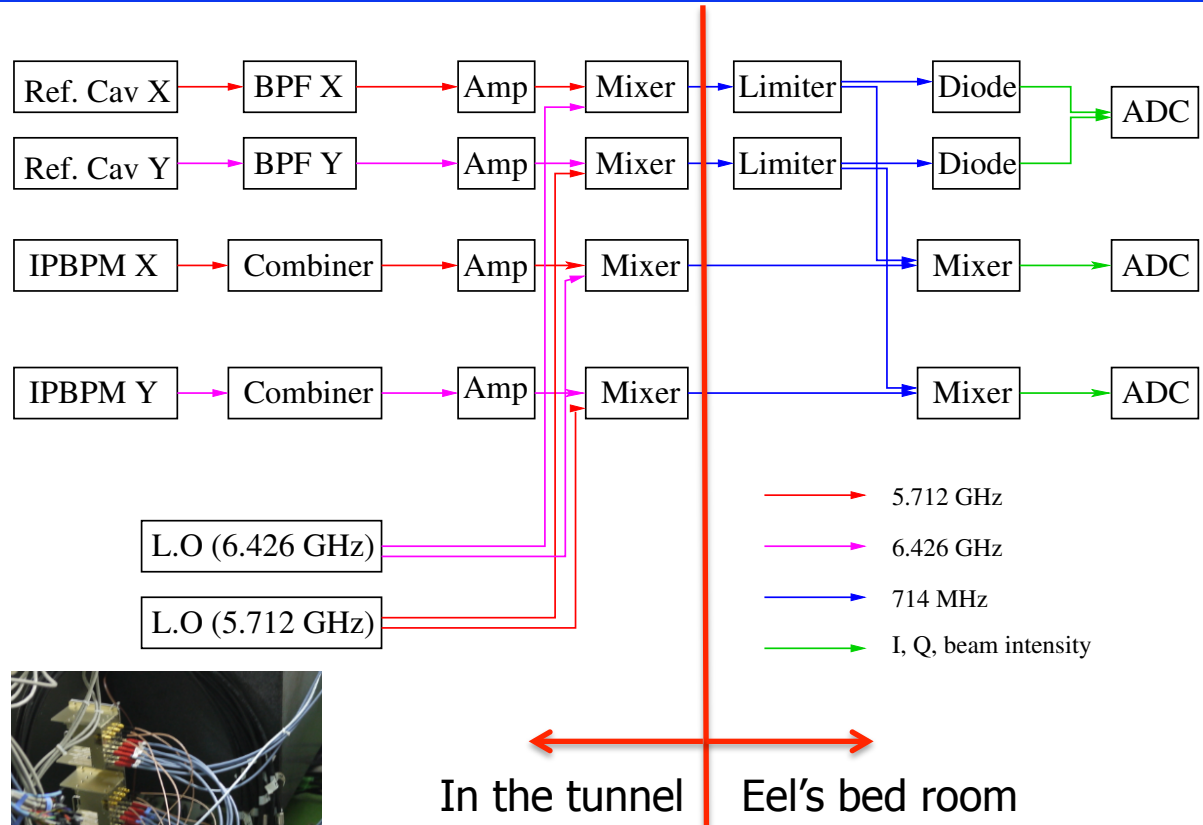 Ref. Cav X BPF X Amp Mixer Limiter Diode ADC
Ref. Cav Y BPF Y Amp Mixer Limiter Diode
IPBPM X Combiner Amp Mixer Mixer ADC
IPBPM Y Combiner Amp Mixer Mixer ADC
L.O (6.426 GHz)
L.O (5.712 GHz)
5.712 GHz
6.426 GHz
714 MHz
I, Q, beam intensity
In the tunnel Eel’s bed room